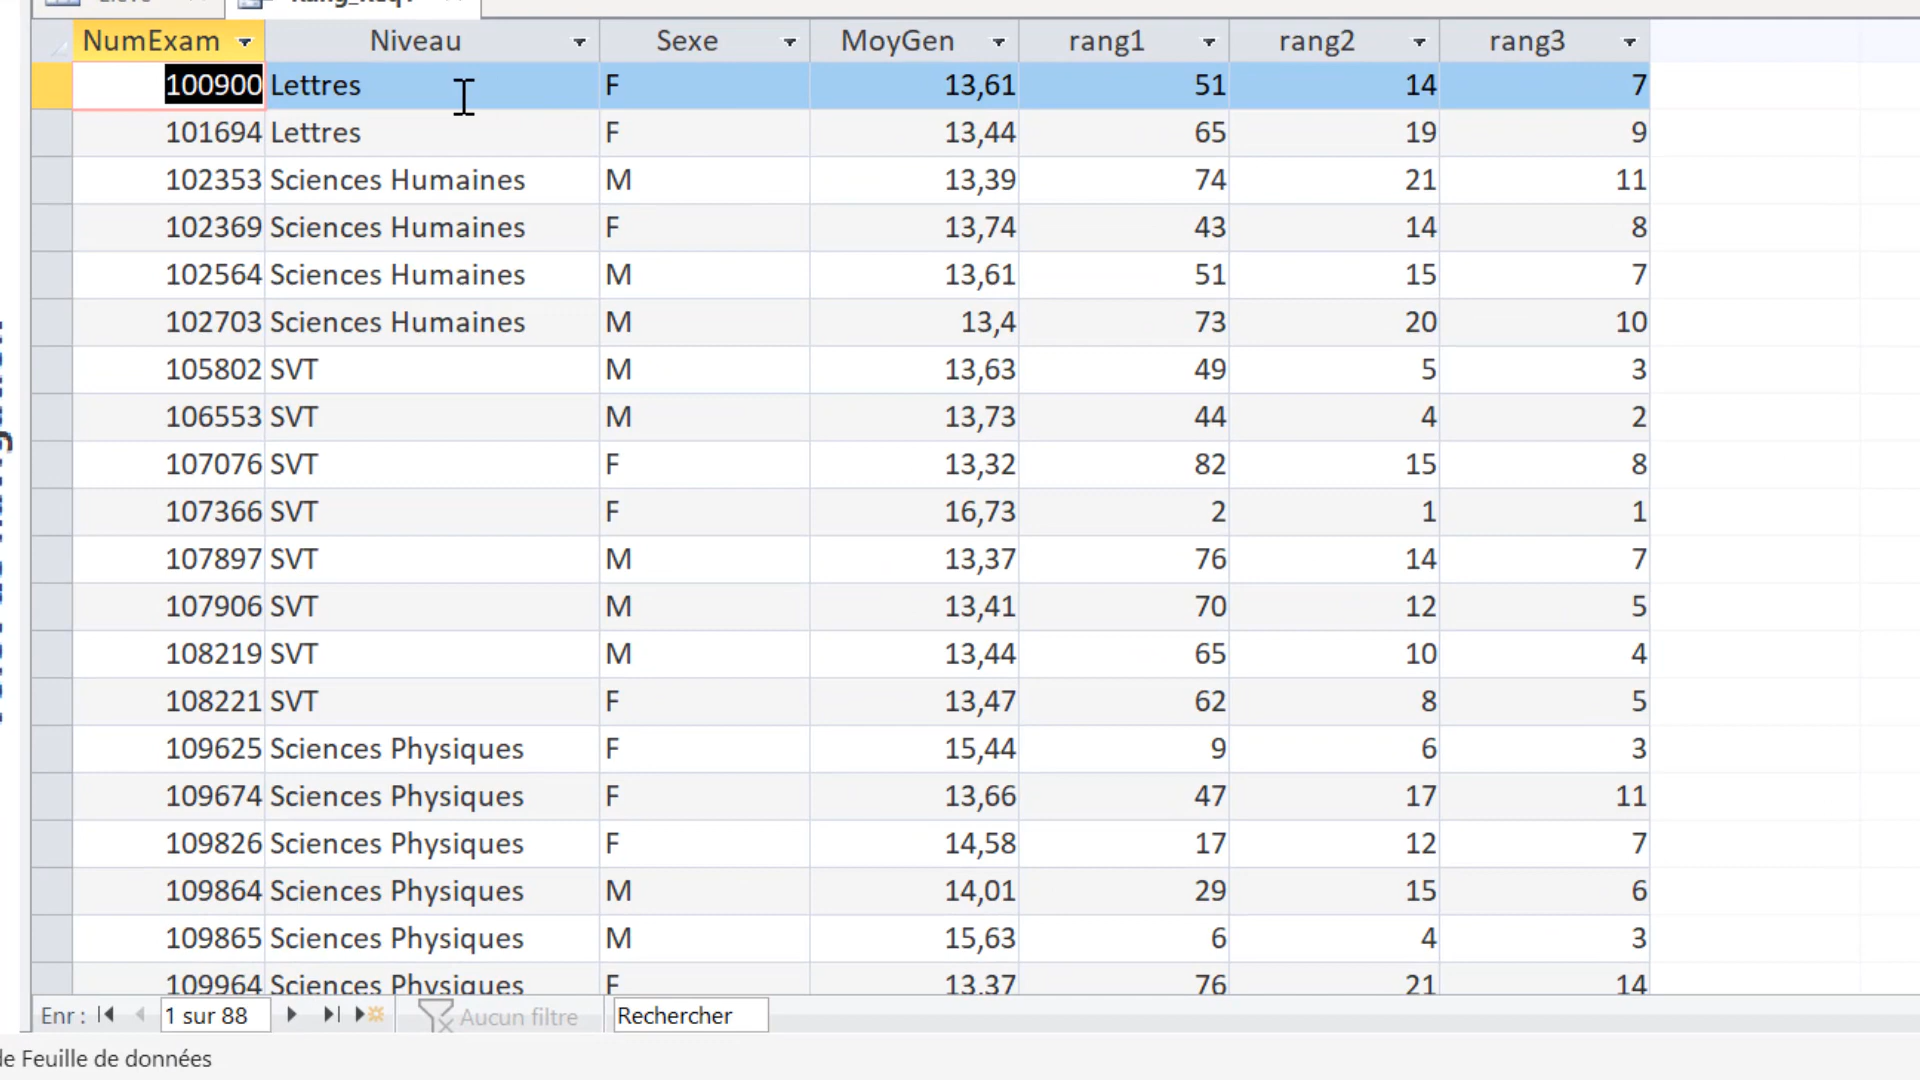 NumExam Niveau Sexe MoyGen rang1 rang2 rang3
100900 Lettres F 13,61 51 14 7
101694 Lettres F 13,44 65 19 9
102353 Sciences Humaines M 13,39 74 21 11
102369 Sciences Humaines F 13,74 43 14 8
102564 Sciences Humaines M 13,61 51 15 7
102703 Sciences Humaines M 13,4 73 20 10
105802 SVT M 13,63 49 5 3
106553 SVT M 13,73 44 4 2
107076 SVT F 13,32 82 15 8
107366 SVT F 16,73 2 1 1
107897 SVT M 13,37 76 14 7
107906 SVT M 13,41 70 12 5
108219 SVT M 13,44 65 10 4
108221 SVT F 13,47 62 8 5
109625 Sciences Physiques F 15,44 9 6 3
109674 Sciences Physiques F 13,66 47 17 11
109826 Sciences Physiques F 14,58 17 12 7
109864 Sciences Physiques M 14,01 29 15 6
109865 Sciences Physiques M 15,63 6 4 3
109964 Sciences Physiques F 13,37 76 21 14
Enr : 1 sur 88 Aucun filtre Rechercher
de Feuille de données